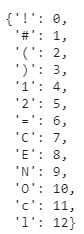 {'!': 0,
 '#': 1,
 '(': 2,
 ')': 3,
 '1': 4,
 '2': 5,
 '=': 6,
 'C': 7,
 'E': 8,
 'N': 9,
 'O': 10,
 'c': 11,
 'l': 12}